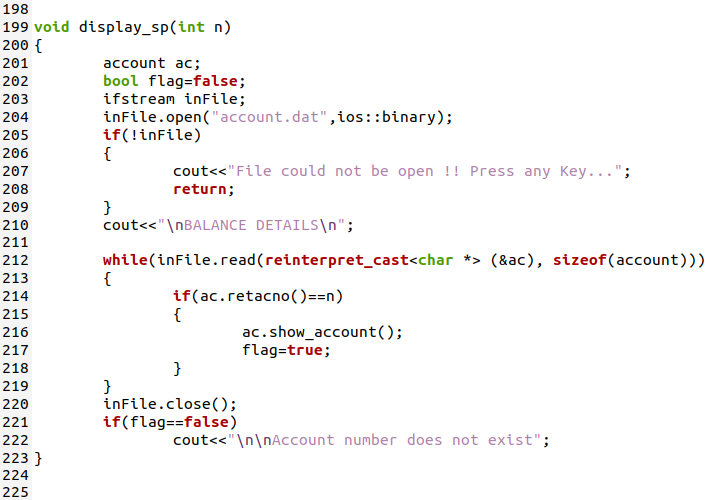 198
199 void display_sp(int n)
200 {
201 account ac;
202 bool flag=false;
203 ifstream inFile;
204 inFile.open("account.dat",ios::binary);
205 if(!inFile)
206 {
207 cout<<"File could not be open !! Press any Key...";
208 return;
209 }
210 cout<<"\nBALANCE DETAILS\n";
211
212 while(inFile.read(reinterpret_cast<char *> (&ac), sizeof(account)))
213 {
214 if(ac.retacno()==n)
215 {
216 ac.show_account();
217 flag=true;
218 }
219 }
220 inFile.close();
221 if(flag==false)
222 cout<<"\n\nAccount number does not exist";
223 }
224
225